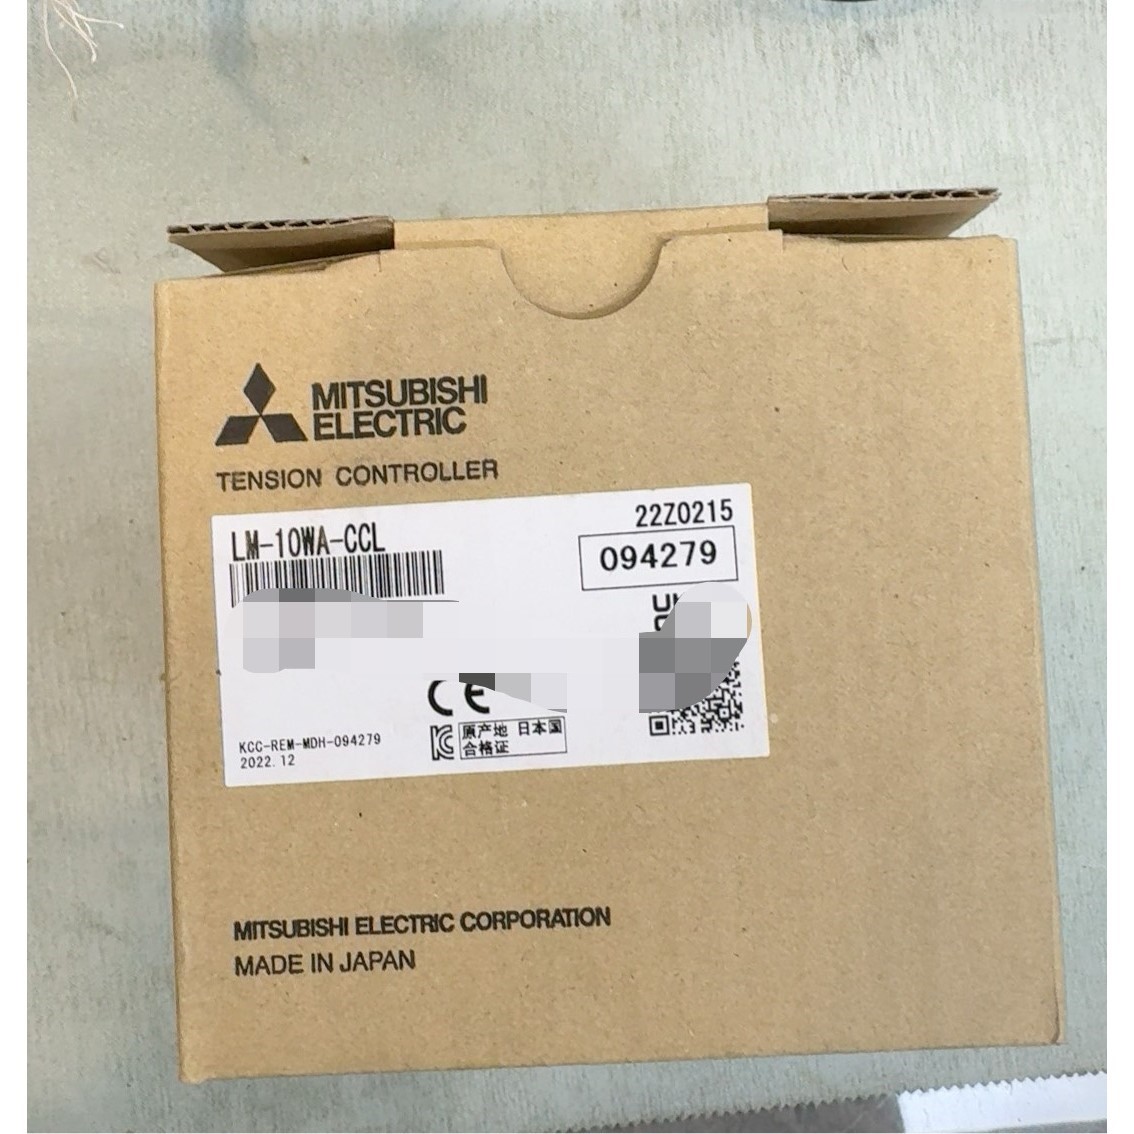 MITSUBISHI
ELECTRIC
TENSION CONTROLLER
LM-10WA-CCL
22Z0215
094279
CE
原产地 日本国
合格证
KCC-REM-MDH-094279
2022.12
MITSUBISHI ELECTRIC CORPORATION
MADE IN JAPAN